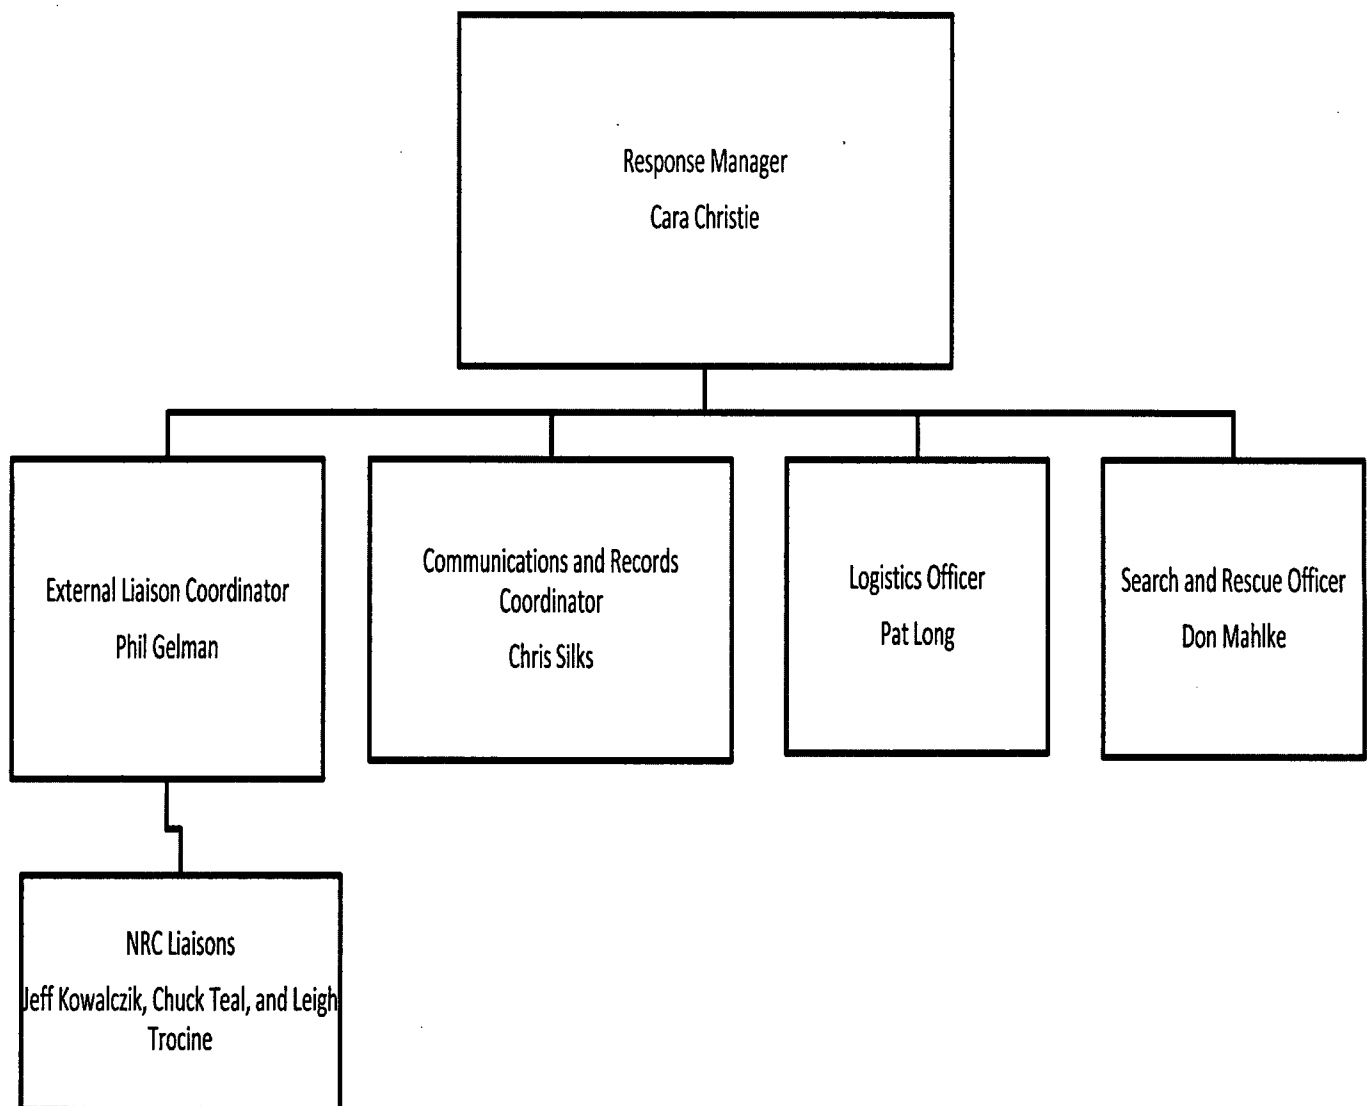 Response Manager
Cara Christie
External Liaison Coordinator
Phil Gelman
Communications and Records
Coordinator
Chris Silks
Logistics Officer
Pat Long
Search and Rescue Officer
Don Mahlke
NRC Liaisons
Jeff Kowalczik, Chuck Teal, and Leigh
Trocine